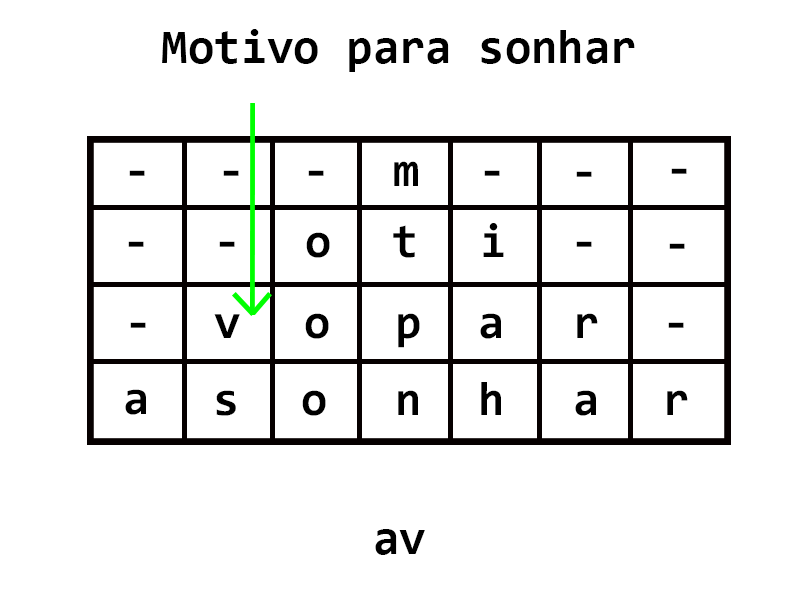 Motivo para sonhar
- - - m - - -
- - o t i - -
- v o p a r -
a s o n h a r
av